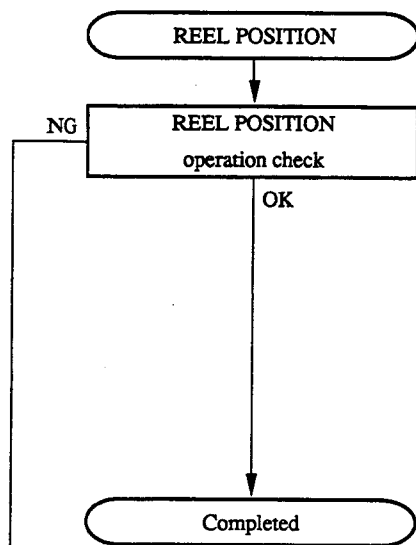 REEL POSITION
NG
REEL POSITION
operation check
OK
Completed